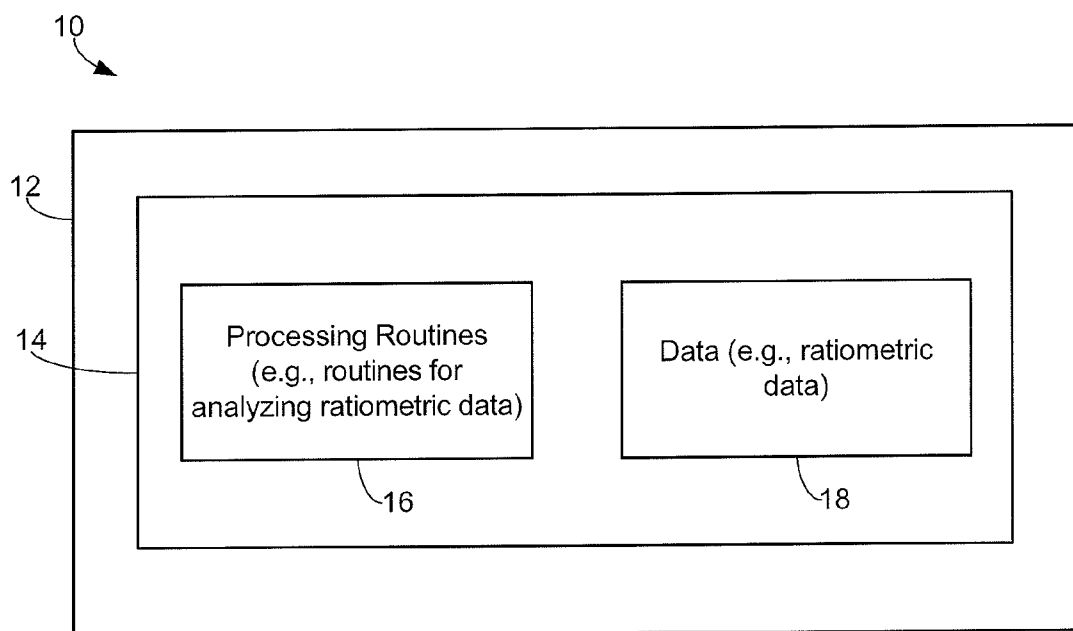 10
12
14
Processing Routines
(e.g., routines for
analyzing ratiometric data)
Data (e.g., ratiometric
data)
16
18